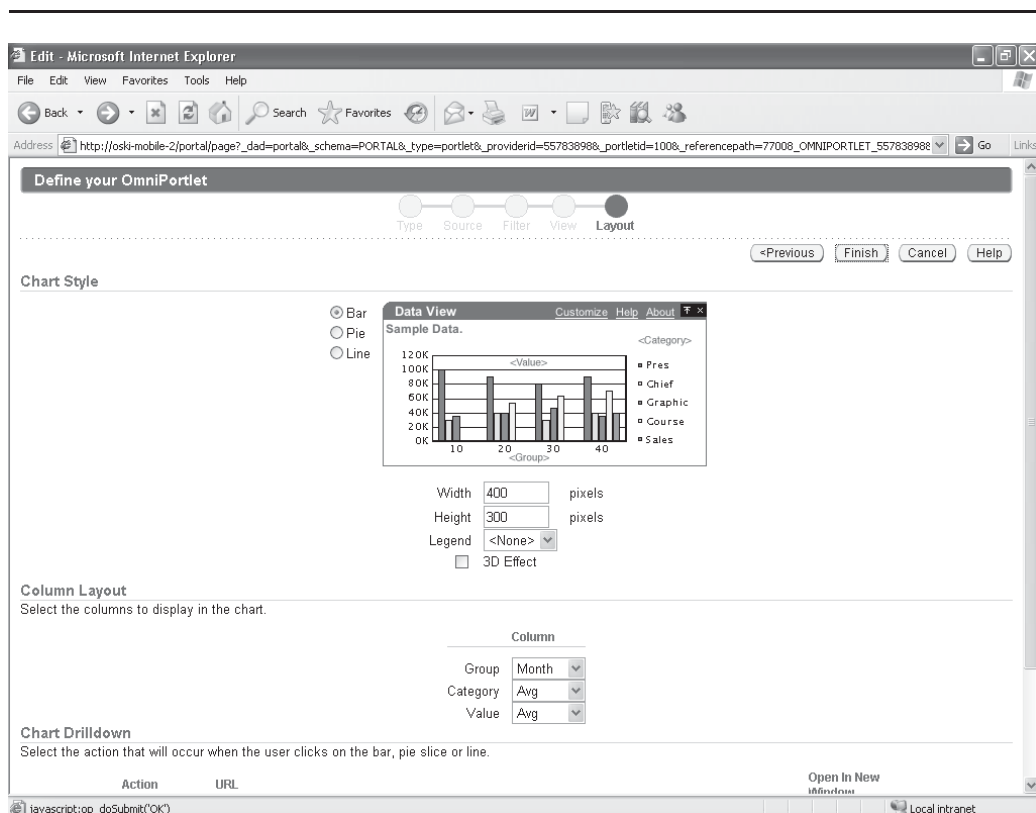 Edit - Microsoft Internet Explorer
File Edit View Favorites Tools Help
Back Search Favorites
Address http://oski-mobile-2/portal/page?_dad=portal&_schema=PORTAL&_type=portlet&_providerid=55783898&_portletid=100&_referencepath=77008_OMNIPORTLET_55783898& Go Links
Define your OmniPortlet
Type Source Filter View Layout
<Previous Finish Cancel Help
Chart Style
Bar
Pie
Line
Data View Customize Help About
Sample Data.
<Category>
<Value>
120K
100K
80K
60K
40K
20K
0K
10 20 30 40
<Group>
Pres
Chief
Graphic
Course
Sales
Width 400 pixels
Height 300 pixels
Legend <None>
3D Effect
Column Layout
Select the columns to display in the chart.
Column
Group Month
Category Avg
Value Avg
Chart Drilldown
Select the action that will occur when the user clicks on the bar, pie slice or line.
Action URL Open In New
Window
javascript:op_doSubmit('OK') Local intranet